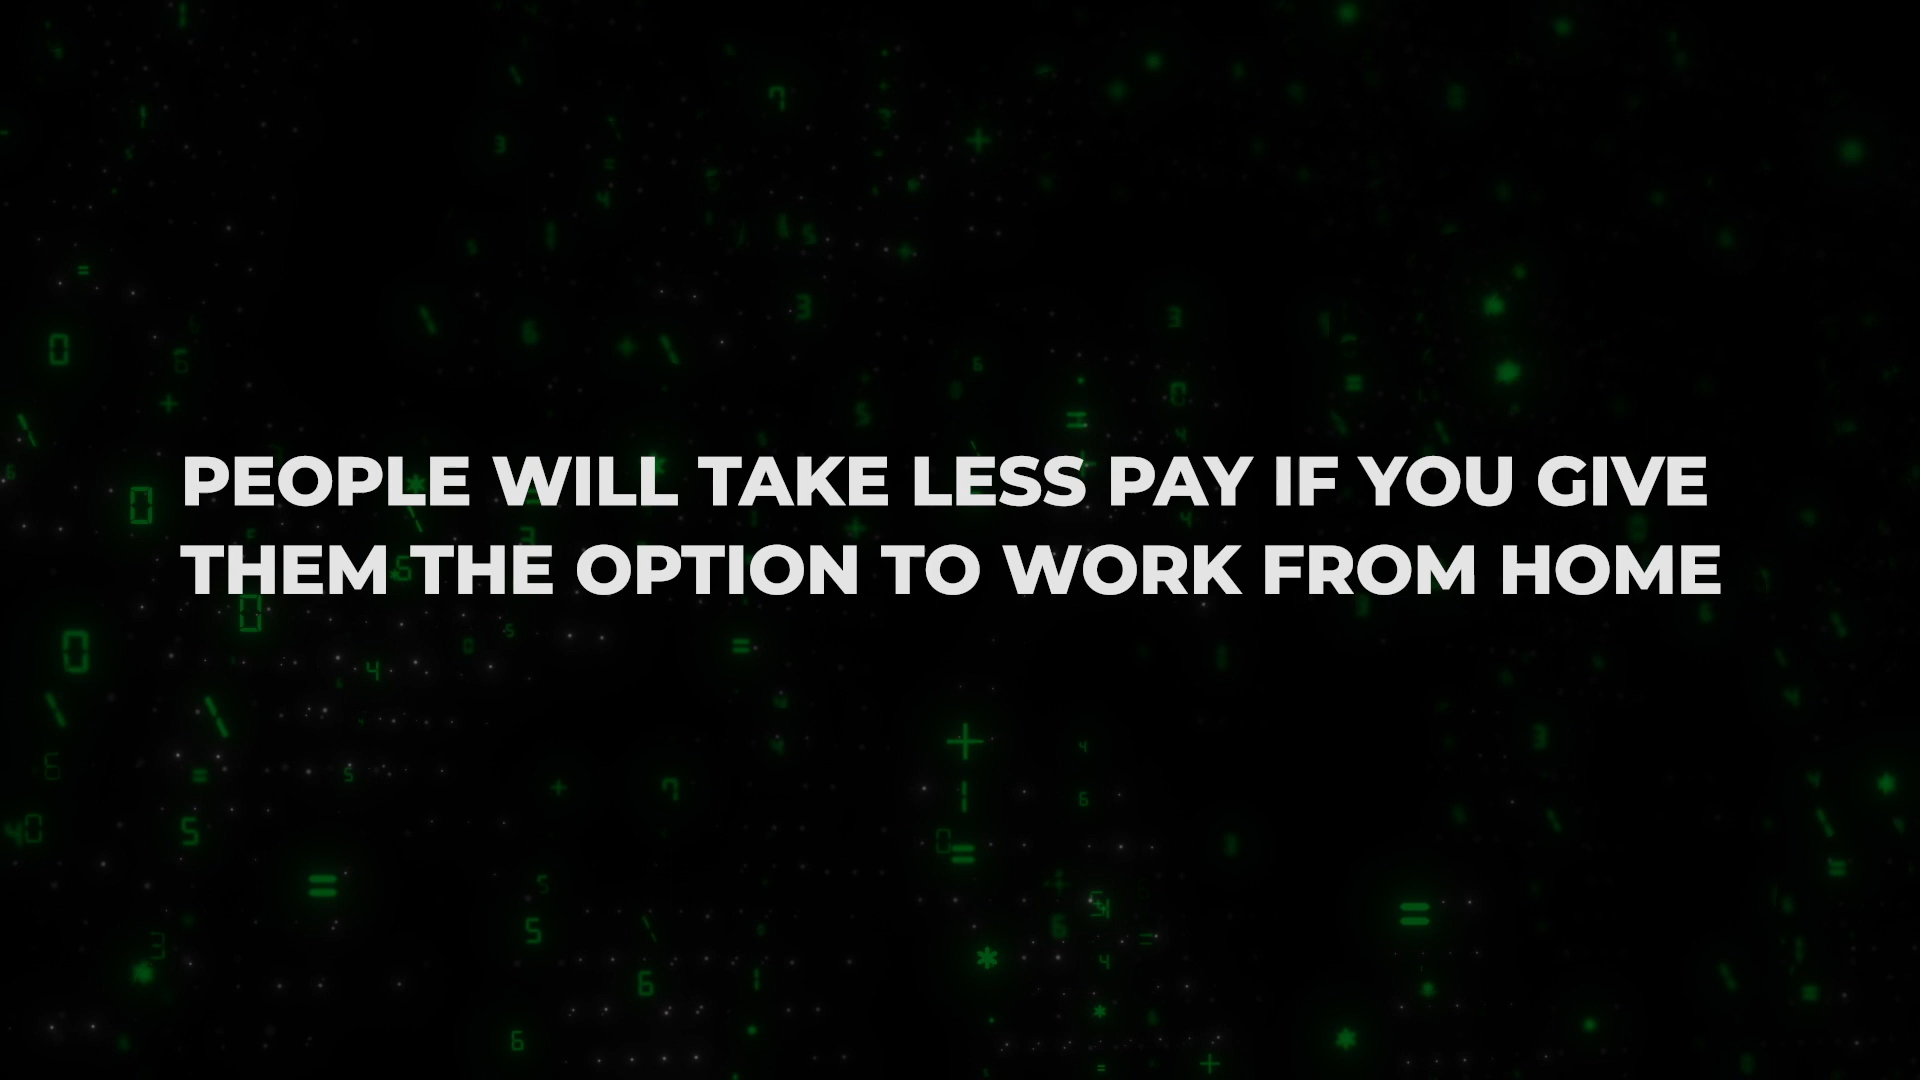 PEOPLE WILL TAKE LESS PAY IF YOU GIVE
THEM THE OPTION TO WORK FROM HOME